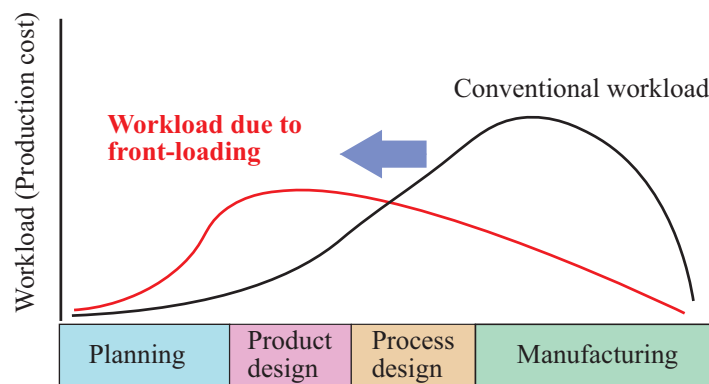 Workload (Production cost)
Conventional workload
Workload due to
front-loading
Planning
Product
design
Process
design
Manufacturing